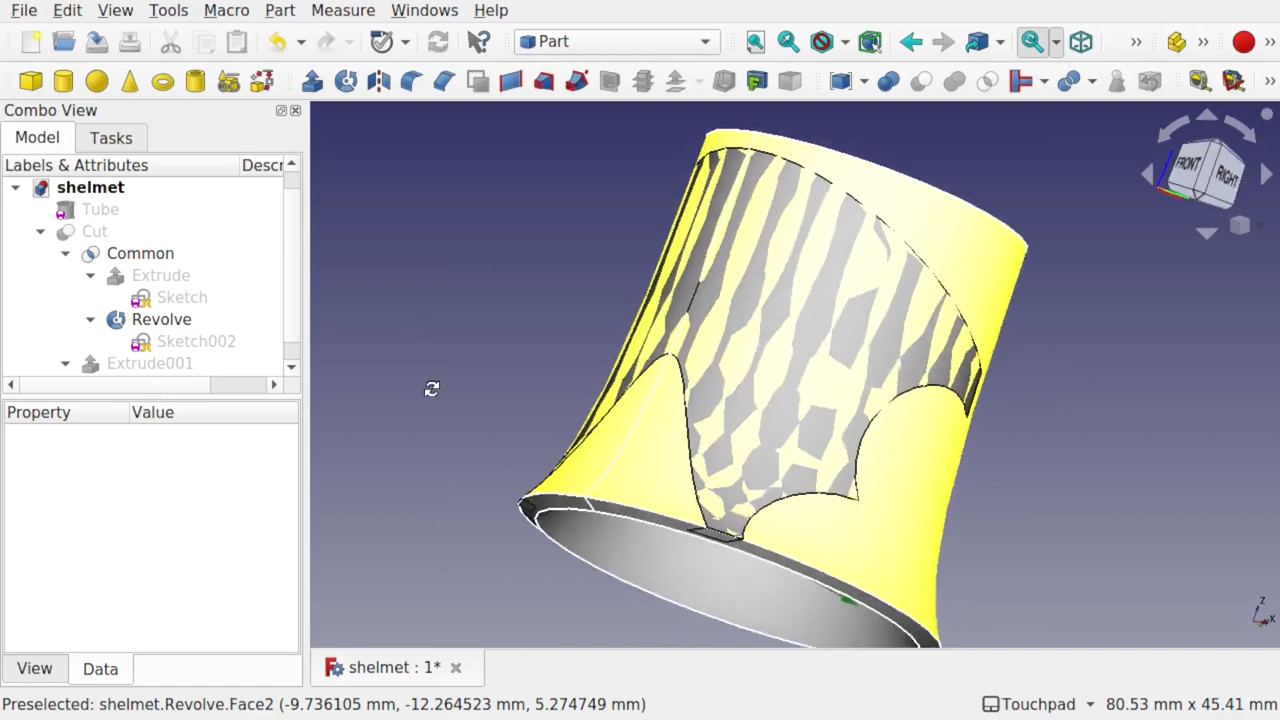 File Edit View Tools Macro Part Measure Windows Help
Part
Combo View
Model Tasks
Labels & Attributes Descr
shelmet
Tube
Cut
Common
Extrude
Sketch
Revolve
Sketch002
Extrude001
Property Value
View Data
FRONT RIGHT
Z
X
shelmet : 1*
Preselected: shelmet.Revolve.Face2 (-9.736105 mm, -12.264523 mm, 5.274749 mm) Touchpad 80.53 mm x 45.41 mm